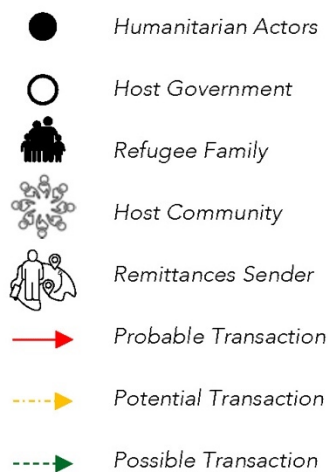 Humanitarian Actors
Host Government
Refugee Family
Host Community
Remittances Sender
Probable Transaction
Potential Transaction
Possible Transaction